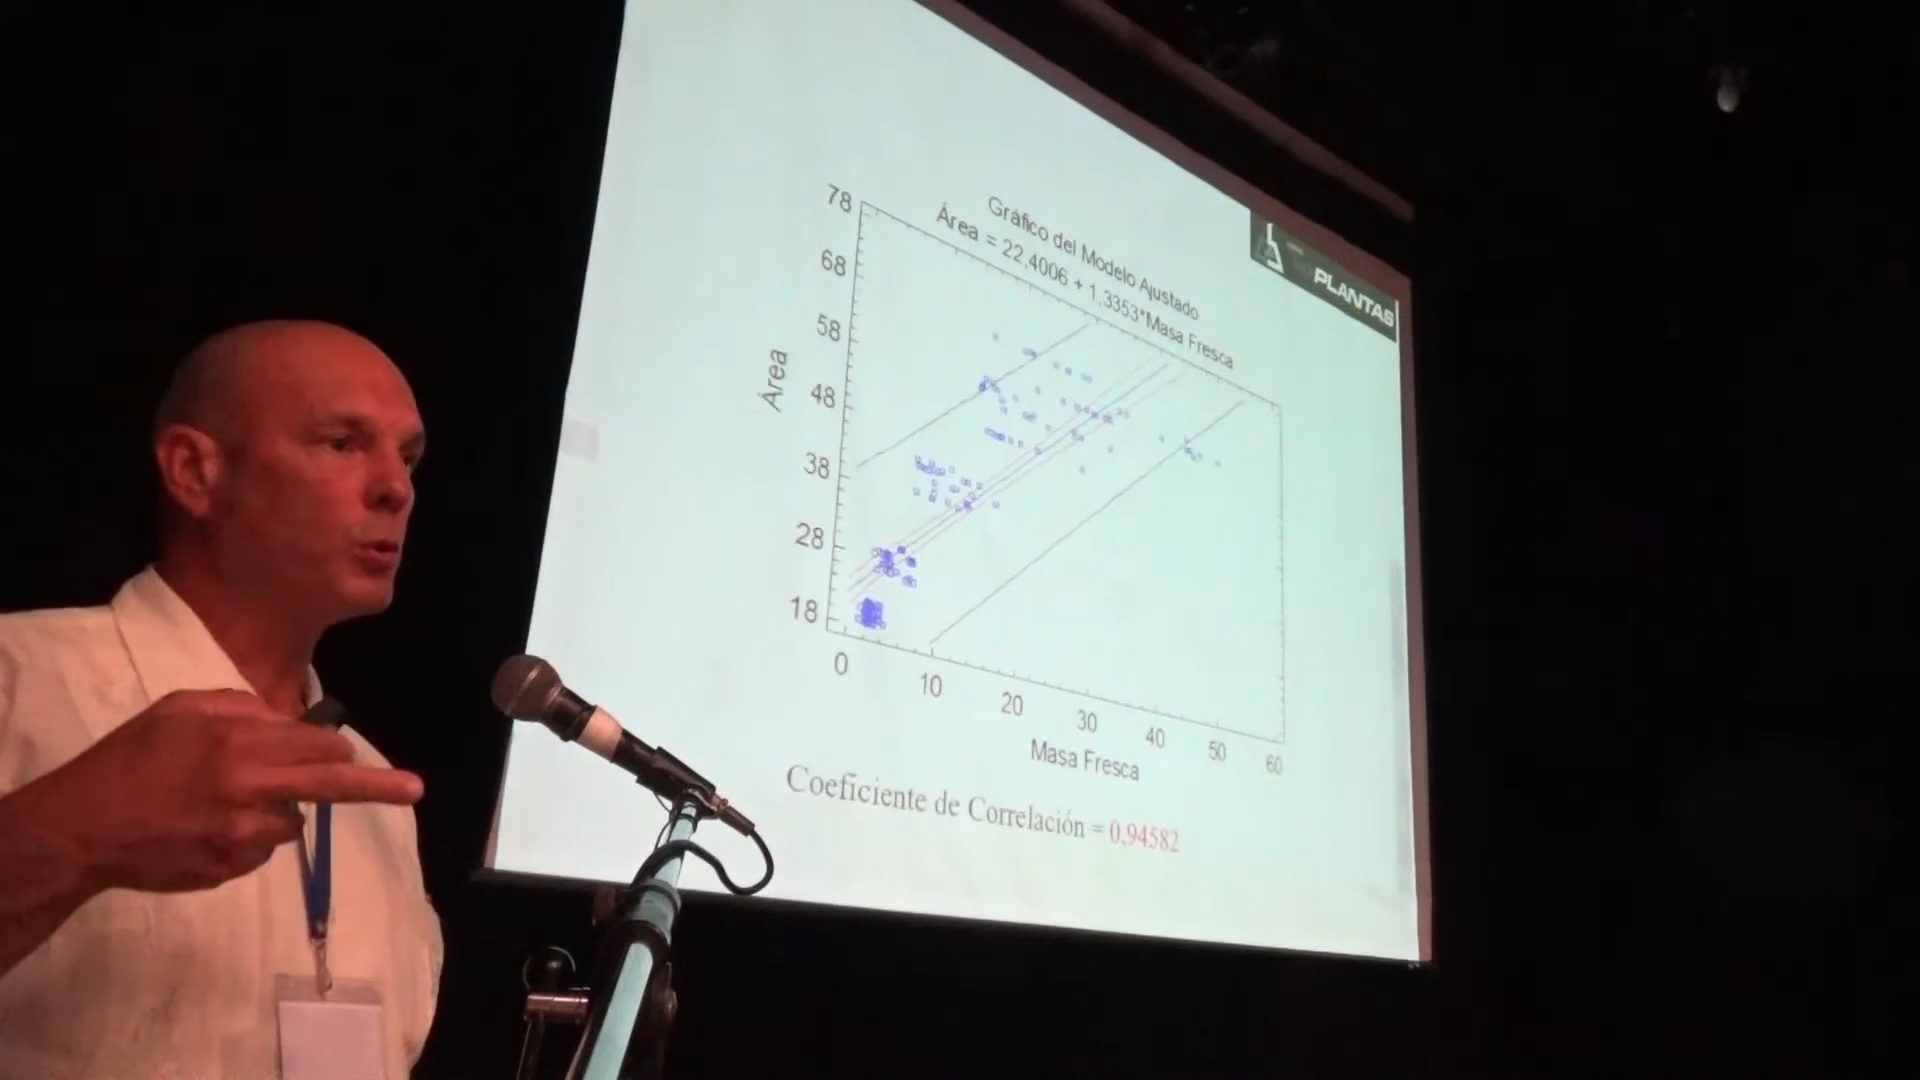 Gráfico del Modelo Ajustado
Área = 22,4006 + 1,3353*Masa Fresca
PLANTAS
78
68
58
48
38
28
18
Área
0 10 20 30 40 50 60
Masa Fresca
Coeficiente de Correlación = 0,94582